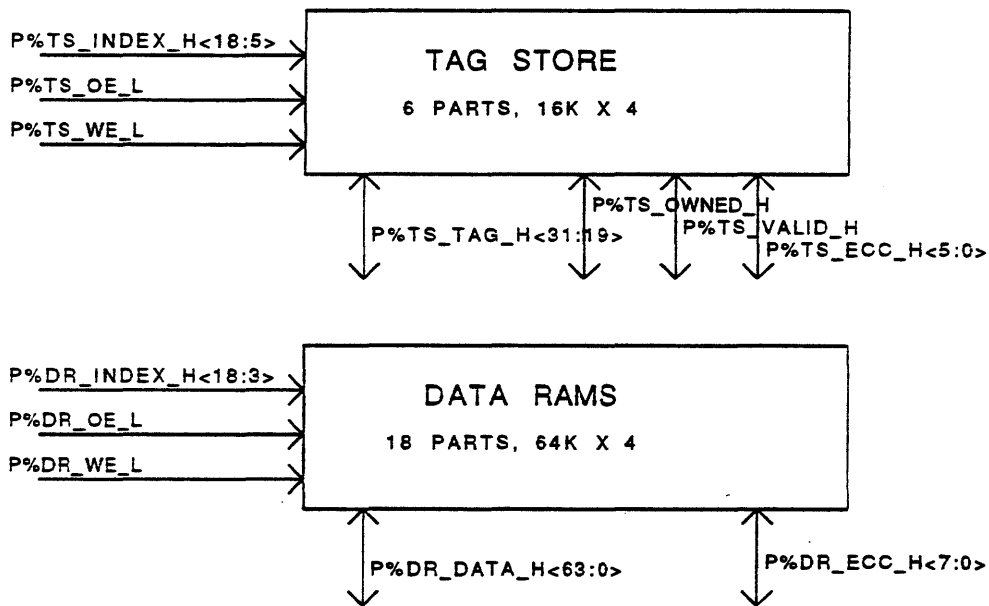 P%TS_INDEX_H<18:5>
TAG STORE
P%TS_OE_L
6 PARTS, 16K X 4
P%TS_WE_L
P%TS_OWNED_H
P%TS_TAG_H<31:19>
P%TS_VALID_H
P%TS_ECC_H<5:0>
P%DR_INDEX_H<18:3>
DATA RAMS
P%DR_OE_L
18 PARTS, 64K X 4
P%DR_WE_L
P%DR_DATA_H<63:0>
P%DR_ECC_H<7:0>